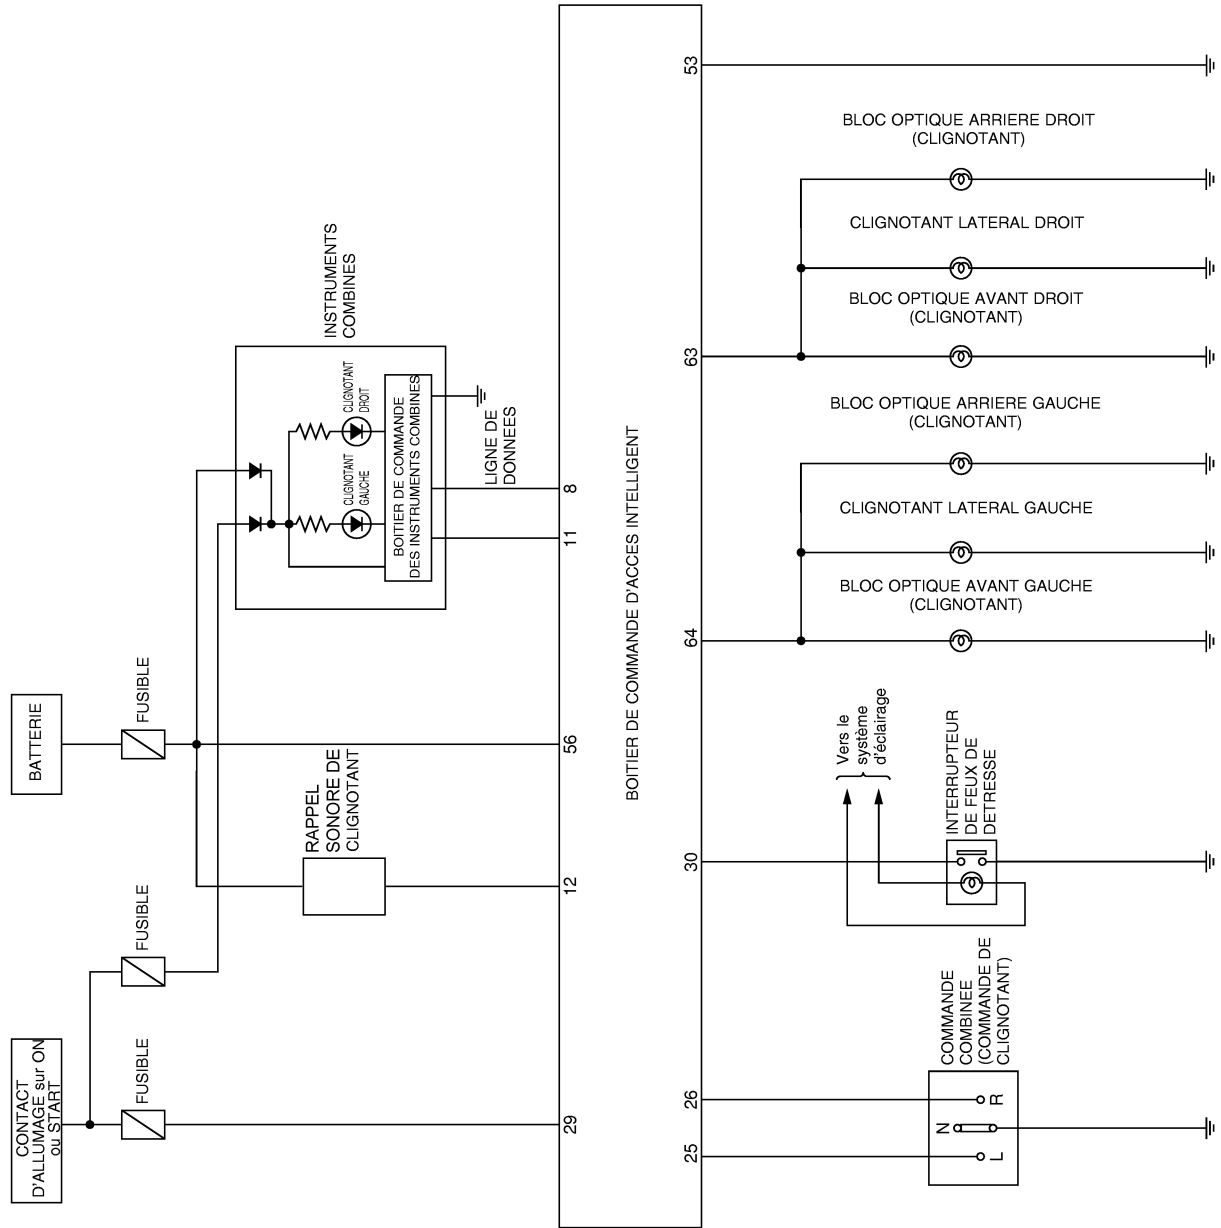 BATTERIE
FUSIBLE
CONTACT
D'ALLUMAGE sur ON
ou START
FUSIBLE
FUSIBLE
INSTRUMENTS
COMBINES
CLIGNOTANT
DROIT
CLIGNOTANT
GAUCHE
BOITIER DE COMMANDE
DES INSTRUMENTS COMBINES
LIGNE DE
DONNEES
RAPPEL
SONORE DE
CLIGNOTANT
8
11
56
12
29
BOITIER DE COMMANDE D'ACCES INTELLIGENT
53
63
64
30
26
25
BLOC OPTIQUE ARRIERE DROIT
(CLIGNOTANT)
CLIGNOTANT LATERAL DROIT
BLOC OPTIQUE AVANT DROIT
(CLIGNOTANT)
BLOC OPTIQUE ARRIERE GAUCHE
(CLIGNOTANT)
CLIGNOTANT LATERAL GAUCHE
BLOC OPTIQUE AVANT GAUCHE
(CLIGNOTANT)
Vers le
système
d'éclairage
INTERRUPTEUR
DE FEUX DE
DETRESSE
COMMANDE
COMBINEE
(COMMANDE DE
CLIGNOTANT)
R
N
L